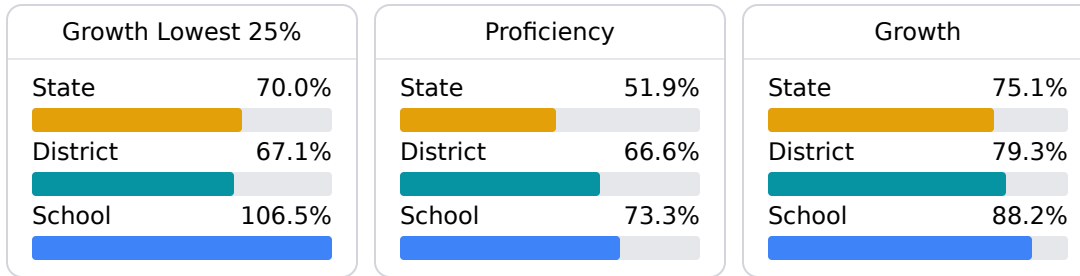 Growth Lowest 25%
State 70.0%
District 67.1%
School 106.5%
Proficiency
State 51.9%
District 66.6%
School 73.3%
Growth
State 75.1%
District 79.3%
School 88.2%